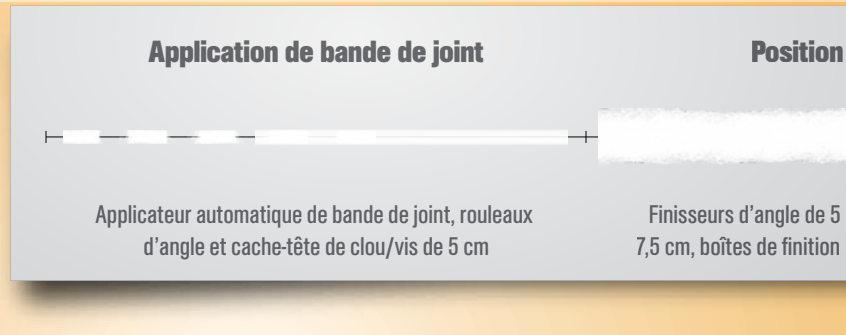 Application de bande de joint
Applicateur automatique de bande de joint, rouleaux
d’angle et cache-tête de clou/vis de 5 cm
Position
Finisseurs d’angle de 5
7,5 cm, boîtes de finition